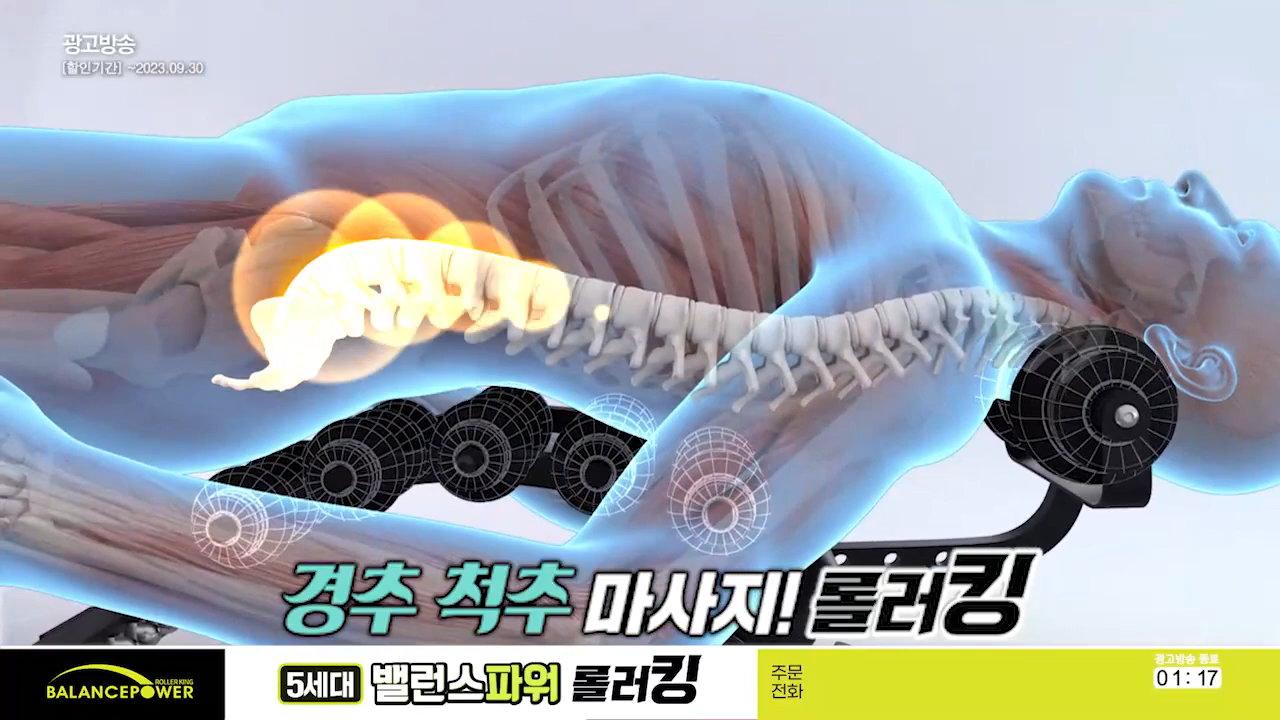 광고방송
[할인기간] ~2023.09.30
경추 척추 마사지! 롤러킹
ROLLER KING
BALANCEPOWER
5세대 밸런스파워 롤러킹
주문
전화
광고방송 종료
01:17